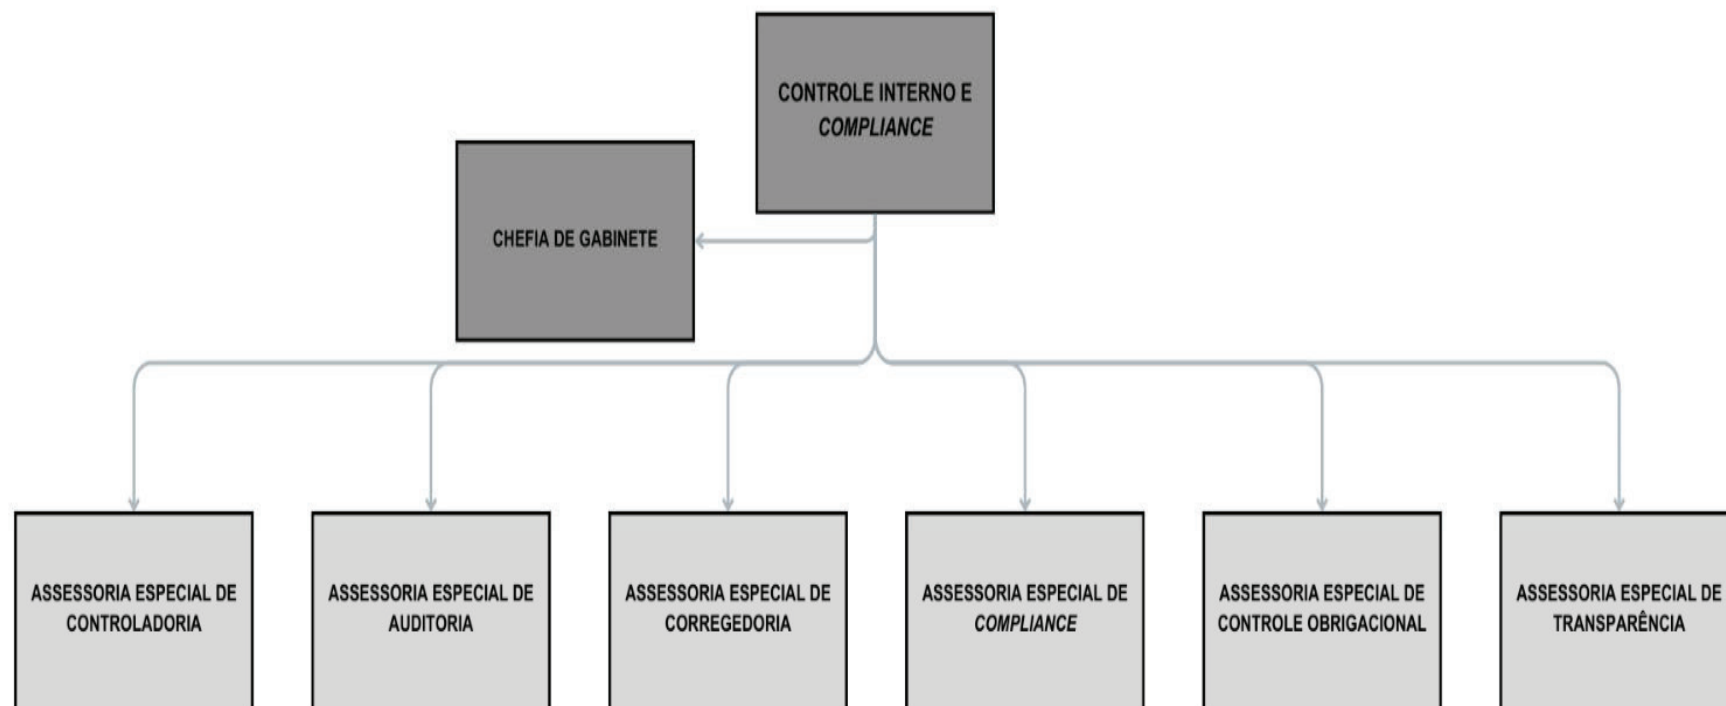 CONTROLE INTERNO E
COMPLIANCE
CHEFIA DE GABINETE
ASSESSORIA ESPECIAL DE
CONTROLADORIA
ASSESSORIA ESPECIAL DE
AUDITORIA
ASSESSORIA ESPECIAL DE
CORREGEDORIA
ASSESSORIA ESPECIAL DE
COMPLIANCE
ASSESSORIA ESPECIAL DE
CONTROLE OBRIGACIONAL
ASSESSORIA ESPECIAL DE
TRANSPARÊNCIA